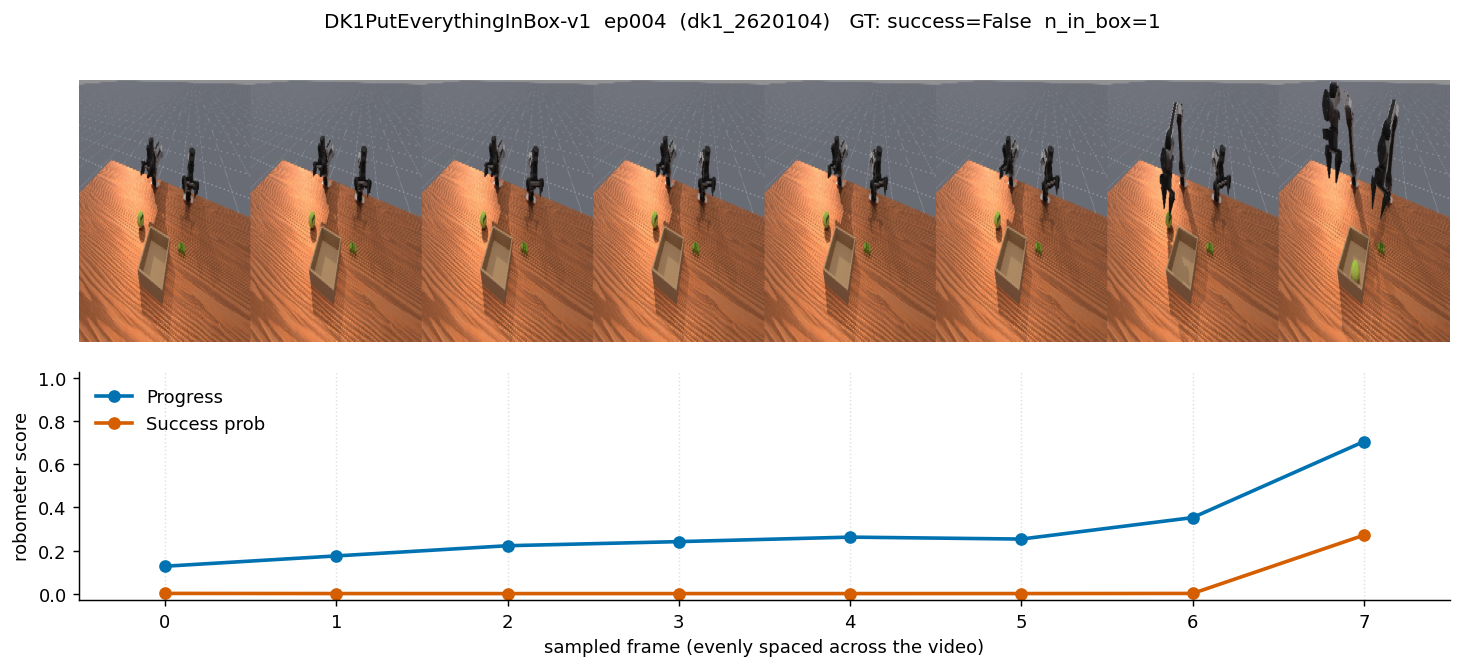 DK1PutEverythingInBox-v1  ep004  (dk1_2620104)   GT: success=False  n_in_box=1
1.0
0.8
0.6
0.4
0.2
0.0
robometer score
Progress
Success prob
0 1 2 3 4 5 6 7
sampled frame (evenly spaced across the video)